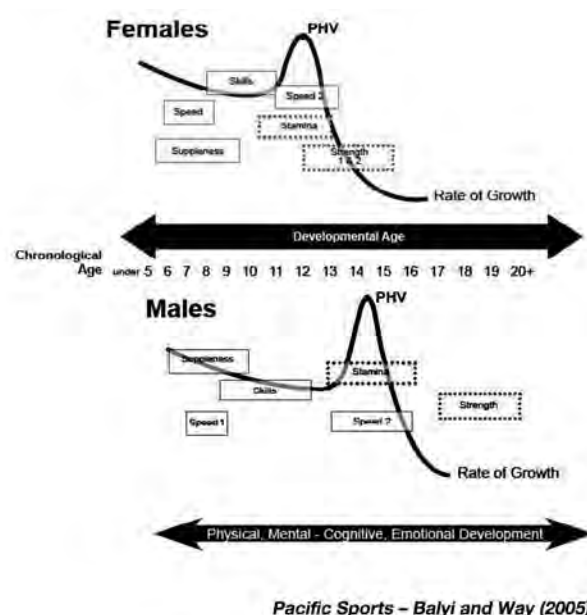 Females
PHV
Skills
Speed
Speed 2
Stamina
Suppleness
Strength
1 & 2
Rate of Growth
Developmental Age
Chronological
Age
under 5 6 7 8 9 10 11 12 13 14 15 16 17 18 19 20+
Males
PHV
Suppleness
Stamina
Skills
Strength
Speed 1
Speed 2
Rate of Growth
Physical, Mental - Cognitive, Emotional Development
Pacific Sports – Balyi and Way (2005)